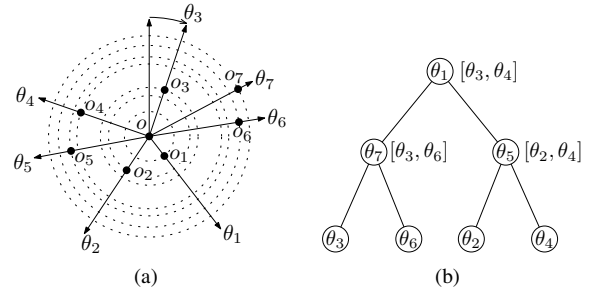 θ₃
θ₁ [θ₃, θ₄]
o₃
o₇ θ₇
θ₄ o₄
o
o₆ θ₆
θ₅ o₅
o₁
o₂
θ₇ [θ₃, θ₆]
θ₅ [θ₂, θ₄]
θ₂
θ₁
θ₃ θ₆ θ₂ θ₄
(a)
(b)